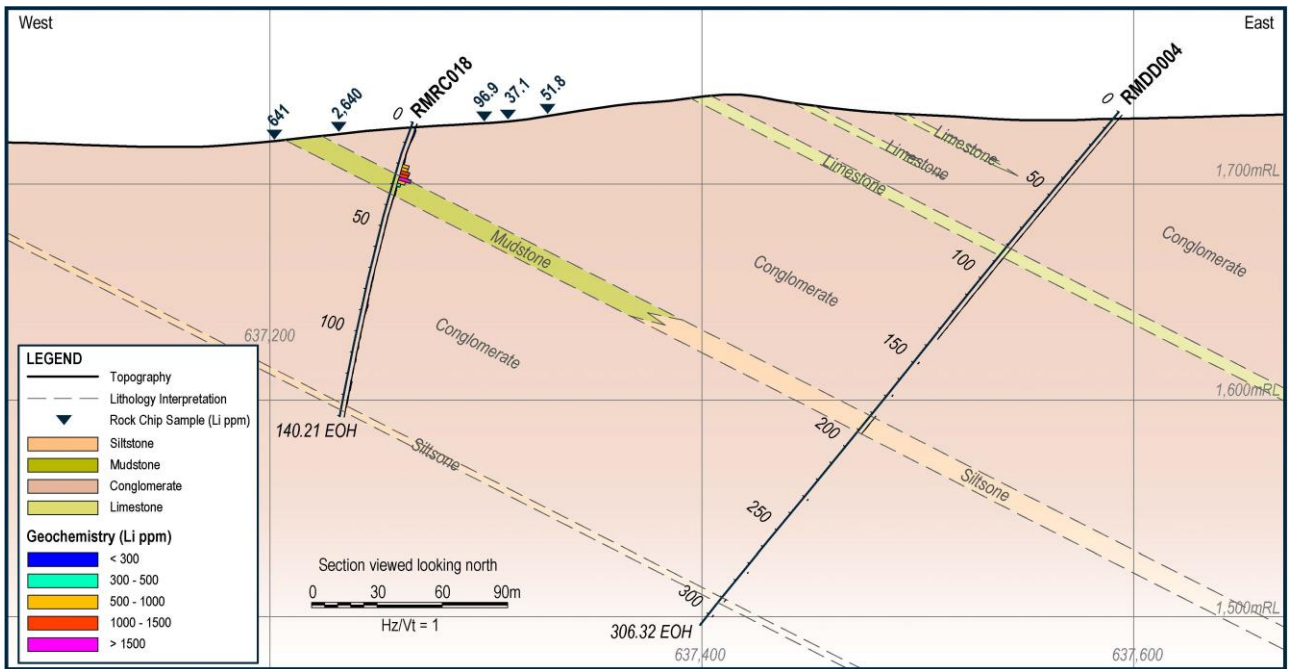 West
East
641
2,640
0
RMRC018
96.9
37.1
51.8
0
RMDD004
Limestone
Limestone
Limestone
50
1,700mRL
50
Mudstone
Conglomerate
100
Conglomerate
100
637,200
Conglomerate
150
1,600mRL
140.21 EOH
200
Siltsone
Siltsone
250
300
306.32 EOH
1,500mRL
637,400
637,600
LEGEND
Topography
Lithology Interpretation
Rock Chip Sample (Li ppm)
Siltstone
Mudstone
Conglomerate
Limestone
Geochemistry (Li ppm)
< 300
300 - 500
500 - 1000
1000 - 1500
> 1500
Section viewed looking north
0 30 60 90m
Hz/Vt = 1